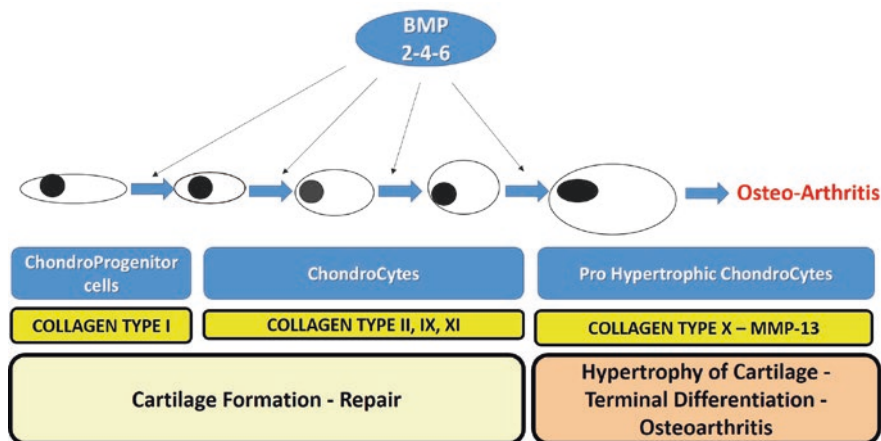 BMP
2-4-6
Osteo-Arthritis
ChondroProgenitor
cells
ChondroCytes
Pro Hypertrophic ChondroCytes
COLLAGEN TYPE I
COLLAGEN TYPE II, IX, XI
COLLAGEN TYPE X – MMP-13
Cartilage Formation - Repair
Hypertrophy of Cartilage -
Terminal Differentiation -
Osteoarthritis